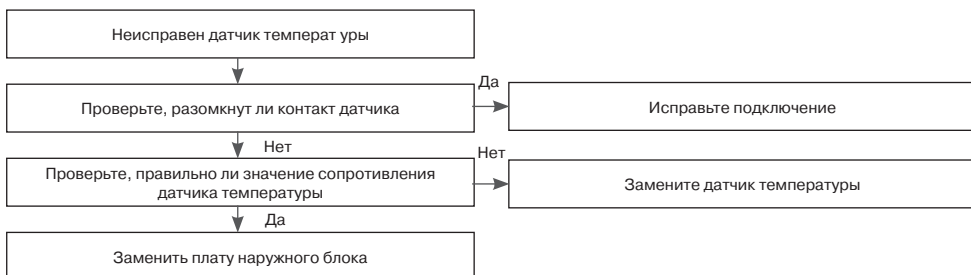 Неисправен датчик температ уры
Да
Проверьте, разомкнут ли контакт датчика
Исправьте подключение
Нет
Нет
Проверьте, правильно ли значение сопротивления
датчика температуры
Замените датчик температуры
Да
Заменить плату наружного блока